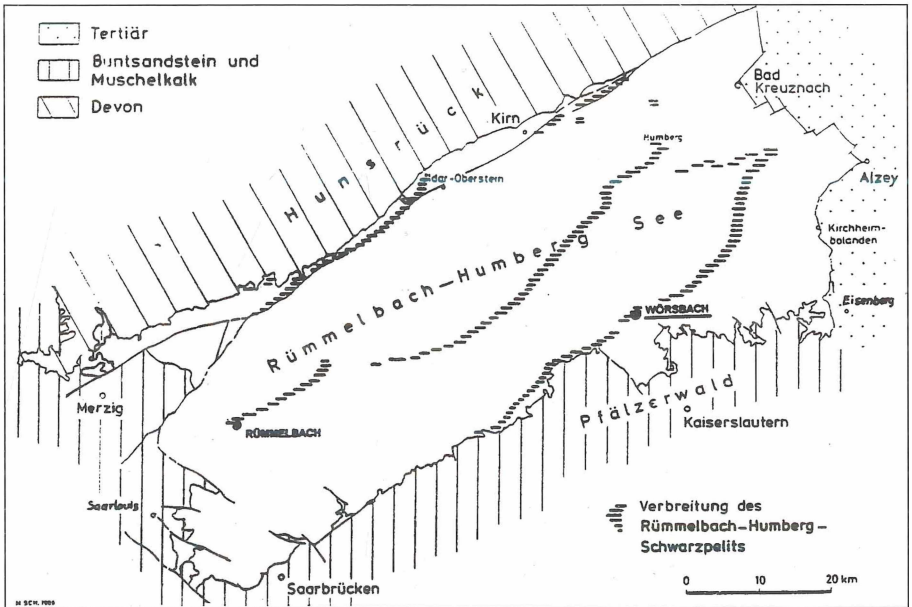 Tertiär
Buntsandstein und
Muschelkalk
Devon
Hunsrück
Kirn
Bad
Kreuznach
Humberg
Idar-Oberstein
Alzey
Kirchheim-
bolanden
Rümmelbach-Humberg See
Eisenberg
WÖRSBACH
Merzig
Pfälzerwald
Kaiserslautern
RÜMMELBACH
Saarlouis
Verbreitung des
Rümmelbach-Humberg-
Schwarzpelits
Saarbrücken
0 10 20 km